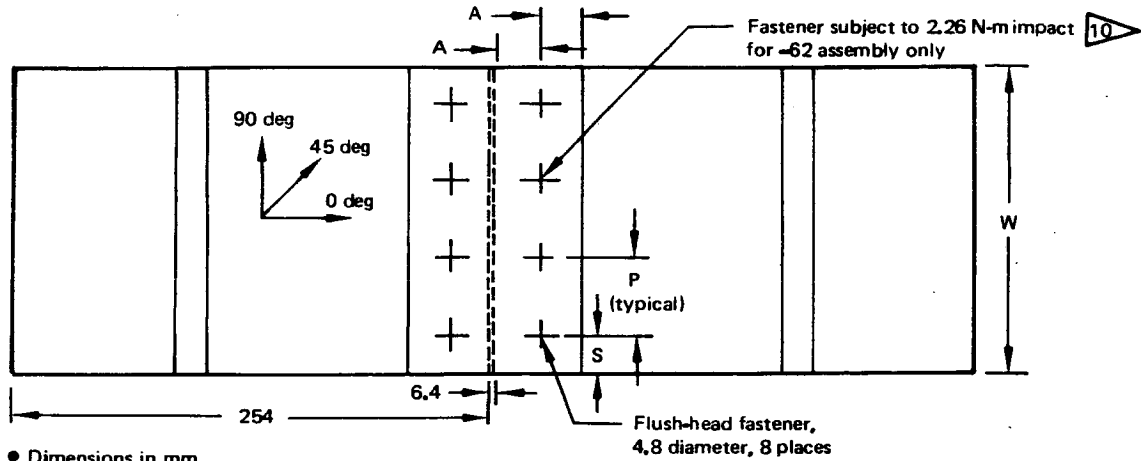 A
A
Fastener subject to 2.26 N-m impact
for -62 assembly only
10
90 deg
45 deg
0 deg
W
P
(typical)
S
6.4
254
Flush-head fastener,
4.8 diameter, 8 places
● Dimensions in mm